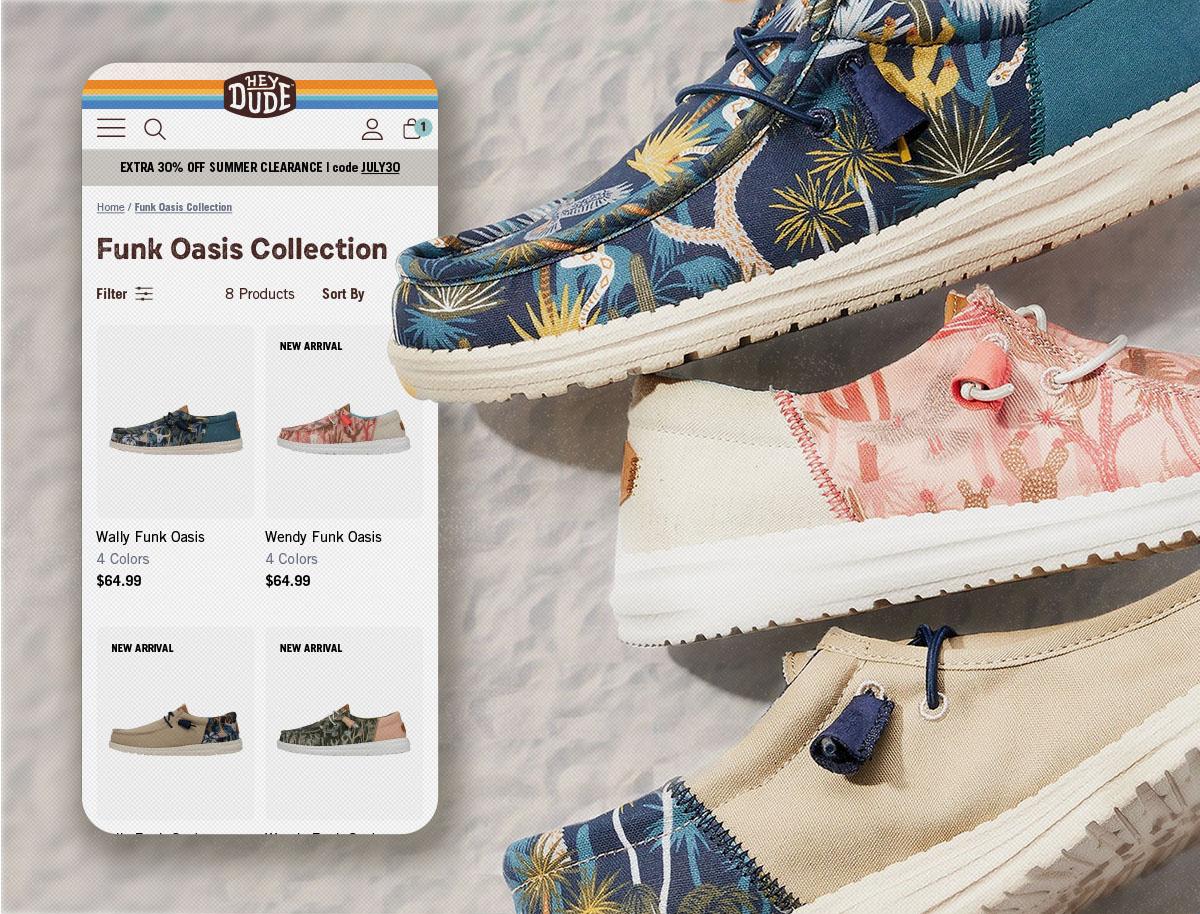 HEY
DUDE
1
EXTRA 30% OFF SUMMER CLEARANCE | code JULY30
Home / Funk Oasis Collection
Funk Oasis Collection
Filter 8 Products Sort By
NEW ARRIVAL
Wally Funk Oasis Wendy Funk Oasis
4 Colors 4 Colors
$64.99 $64.99
NEW ARRIVAL NEW ARRIVAL